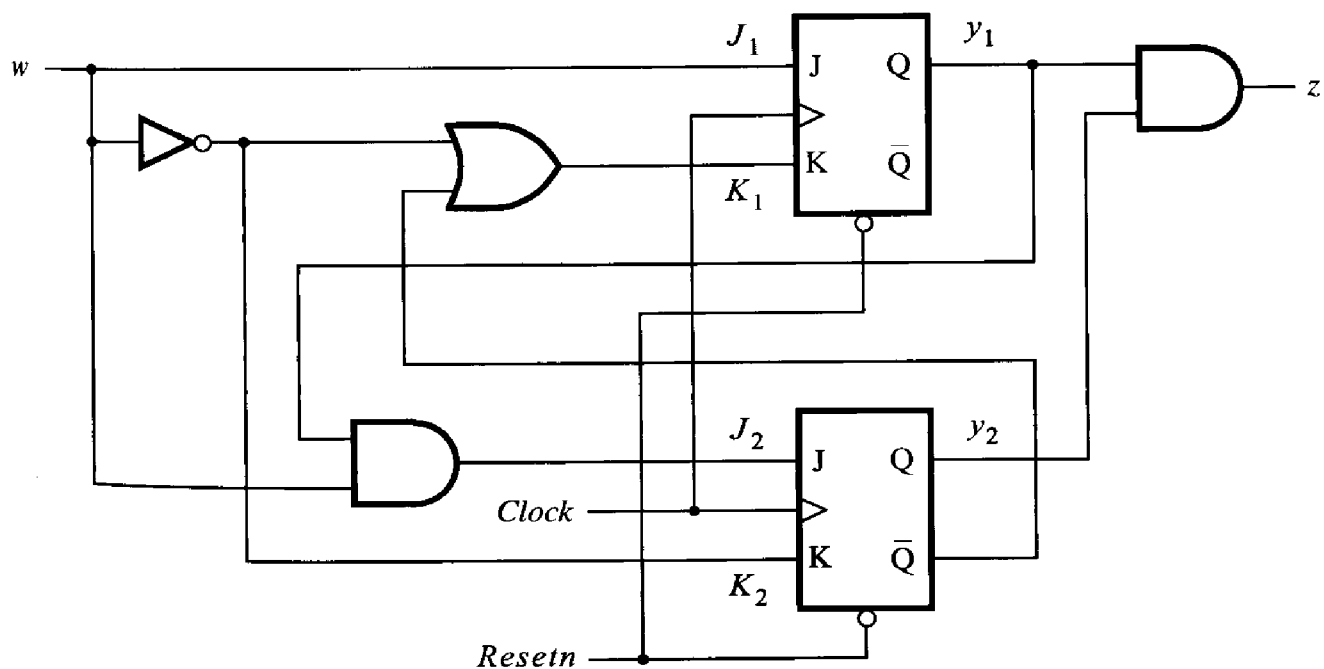 J₁
y₁
w
J
Q
z
K
Q̅
K₁
J₂
y₂
J
Q
Clock
K
Q̅
K₂
Resetn